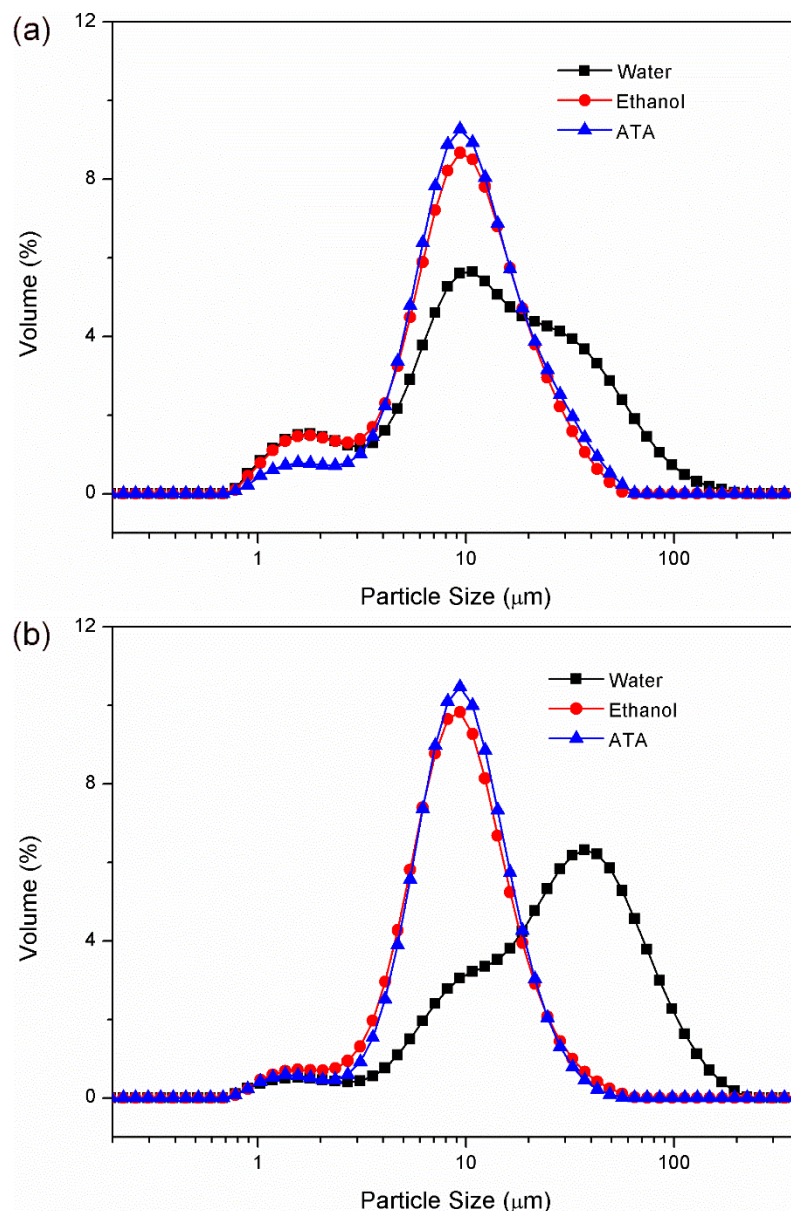 (a)
12
8
4
0
Volume (%)
Water
Ethanol
ATA
1
10
100
Particle Size (μm)
(b)
12
8
4
0
Volume (%)
Water
Ethanol
ATA
1
10
100
Particle Size (μm)